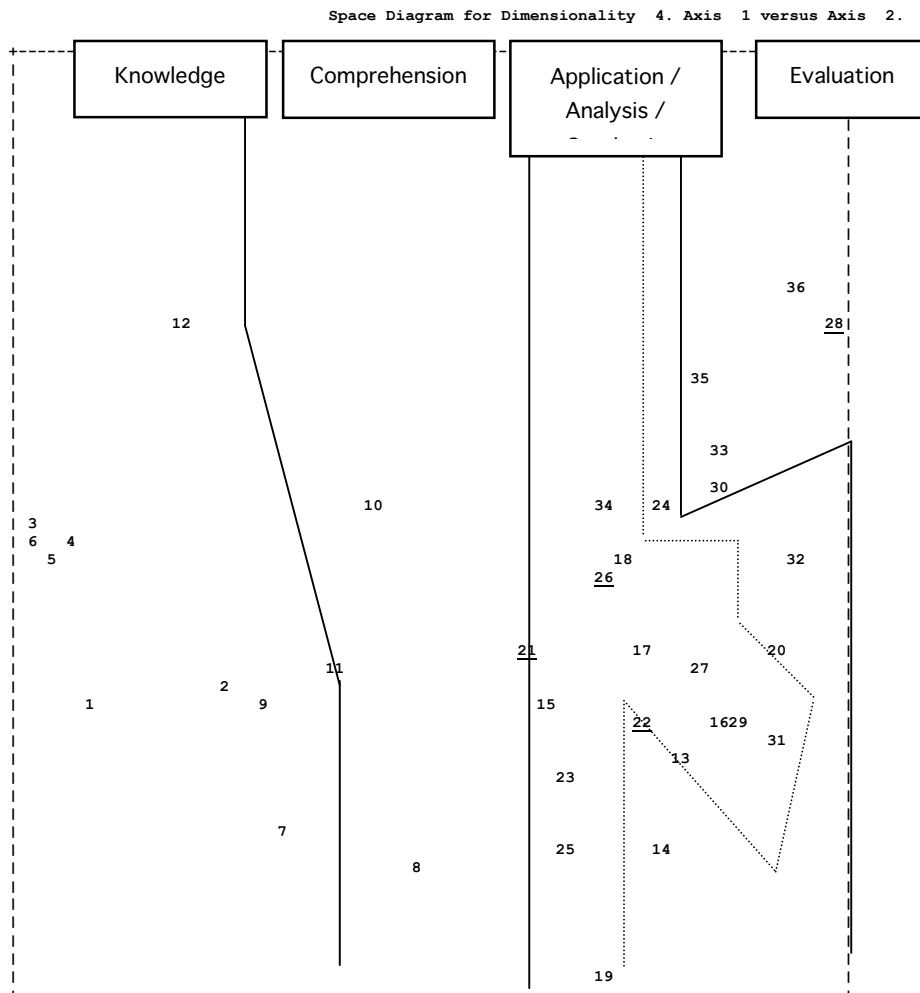 Space Diagram for Dimensionality 4. Axis 1 versus Axis 2.
Knowledge Comprehension Application / Evaluation
Analysis /
36
12 28
35
33
30
10 34 24
3
6 4
5 18 32
26
21 17 20
11 27
2
1 9 15
22 1629
31
13
23
7
25 14
8
19